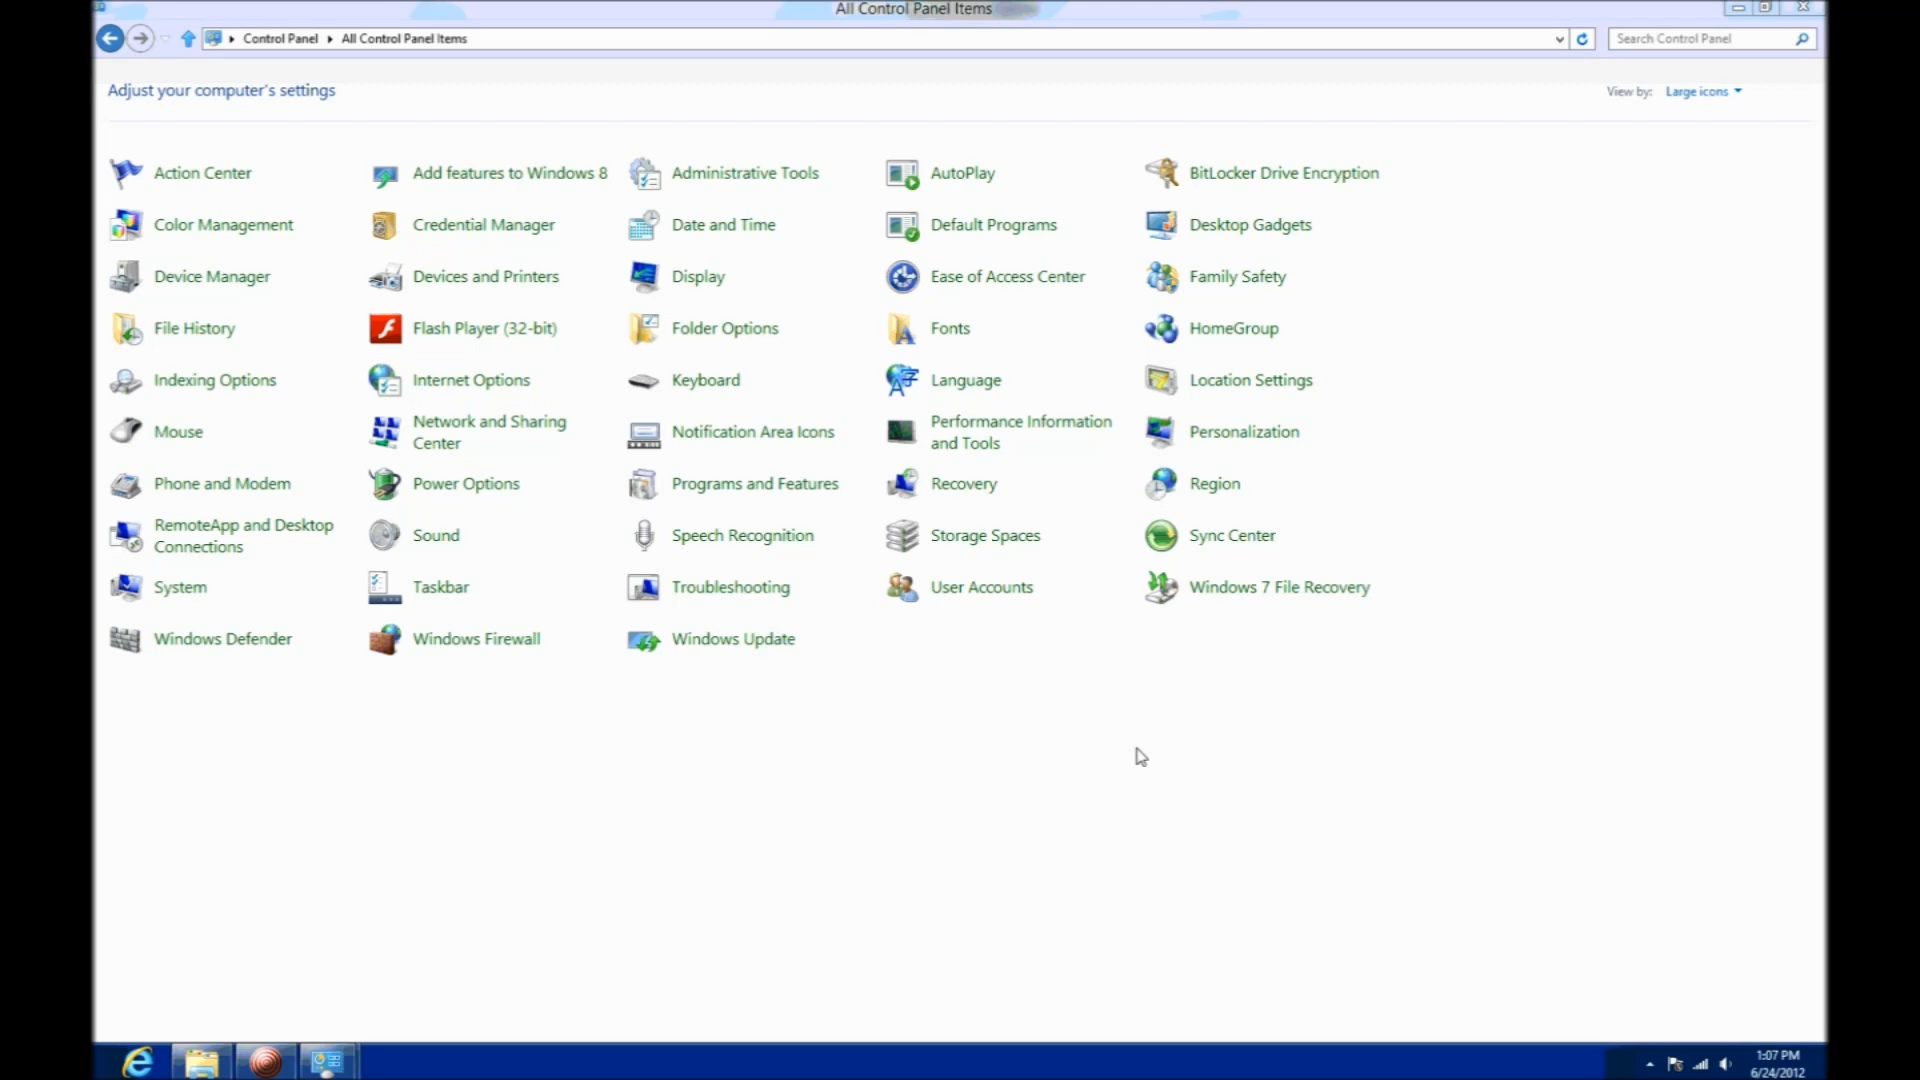 All Control Panel Items
Control Panel All Control Panel Items
Search Control Panel
Adjust your computer's settings
View by: Large icons
Action Center
Add features to Windows 8
Administrative Tools
AutoPlay
BitLocker Drive Encryption
Color Management
Credential Manager
Date and Time
Default Programs
Desktop Gadgets
Device Manager
Devices and Printers
Display
Ease of Access Center
Family Safety
File History
Flash Player (32-bit)
Folder Options
Fonts
HomeGroup
Indexing Options
Internet Options
Keyboard
Language
Location Settings
Mouse
Network and Sharing
Center
Notification Area Icons
Performance Information
and Tools
Personalization
Phone and Modem
Power Options
Programs and Features
Recovery
Region
RemoteApp and Desktop
Connections
Sound
Speech Recognition
Storage Spaces
Sync Center
System
Taskbar
Troubleshooting
User Accounts
Windows 7 File Recovery
Windows Defender
Windows Firewall
Windows Update
1:07 PM
6/24/2012